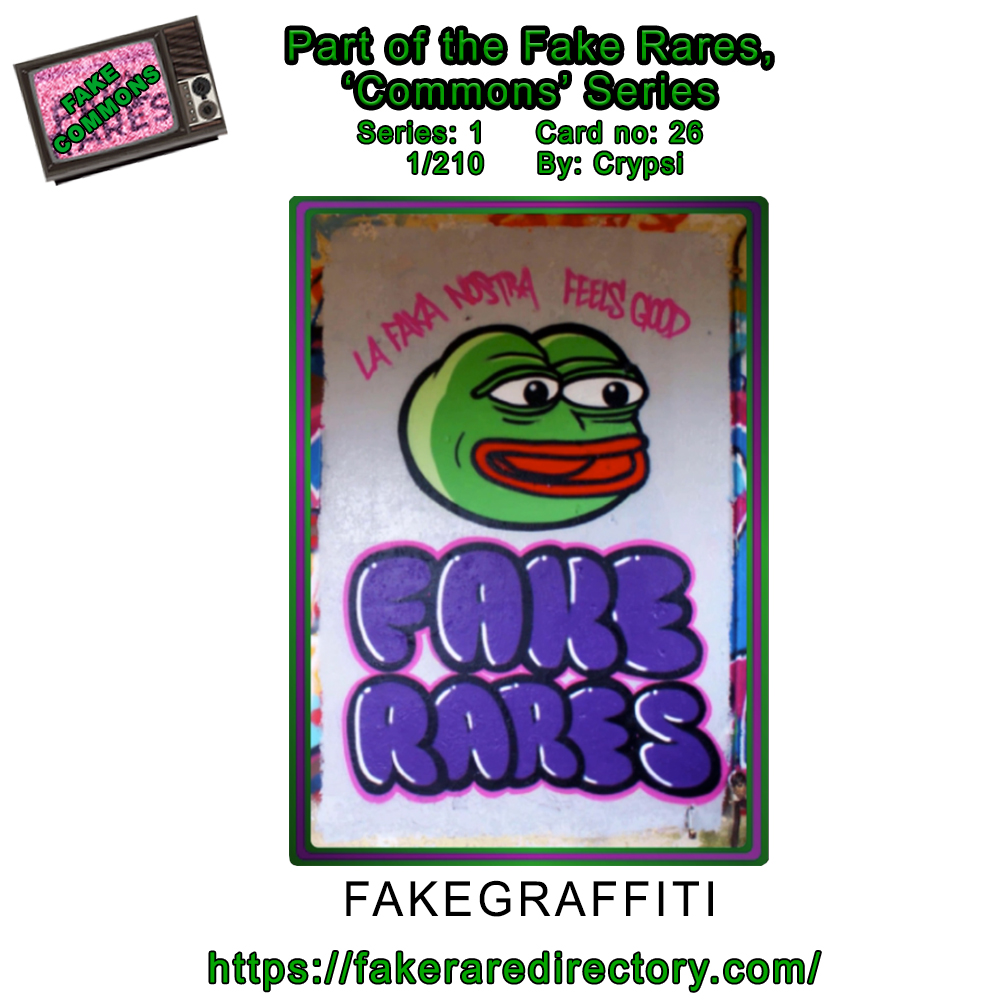 FAKE
COMMONS
RARES
Part of the Fake Rares,
‘Commons’ Series
Series: 1 Card no: 26
1/210 By: Crypsi
LA FAKA NOSTRA FEELS GOOD
FAKE
RARES
FAKEGRAFFITI
https://fakeraredirectory.com/